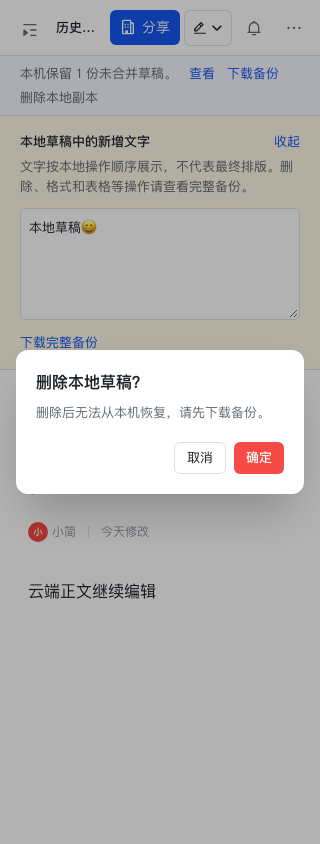 历史...
分享
本机保留 1 份未合并草稿。 查看 下载备份
删除本地副本
本地草稿中的新增文字 收起
文字按本地操作顺序展示，不代表最终排版。删
除、格式和表格等操作请查看完整备份。
本地草稿😀
下载完整备份
删除本地草稿?
删除后无法从本机恢复，请先下载备份。
取消 确定
小 小简 今天修改
云端正文继续编辑